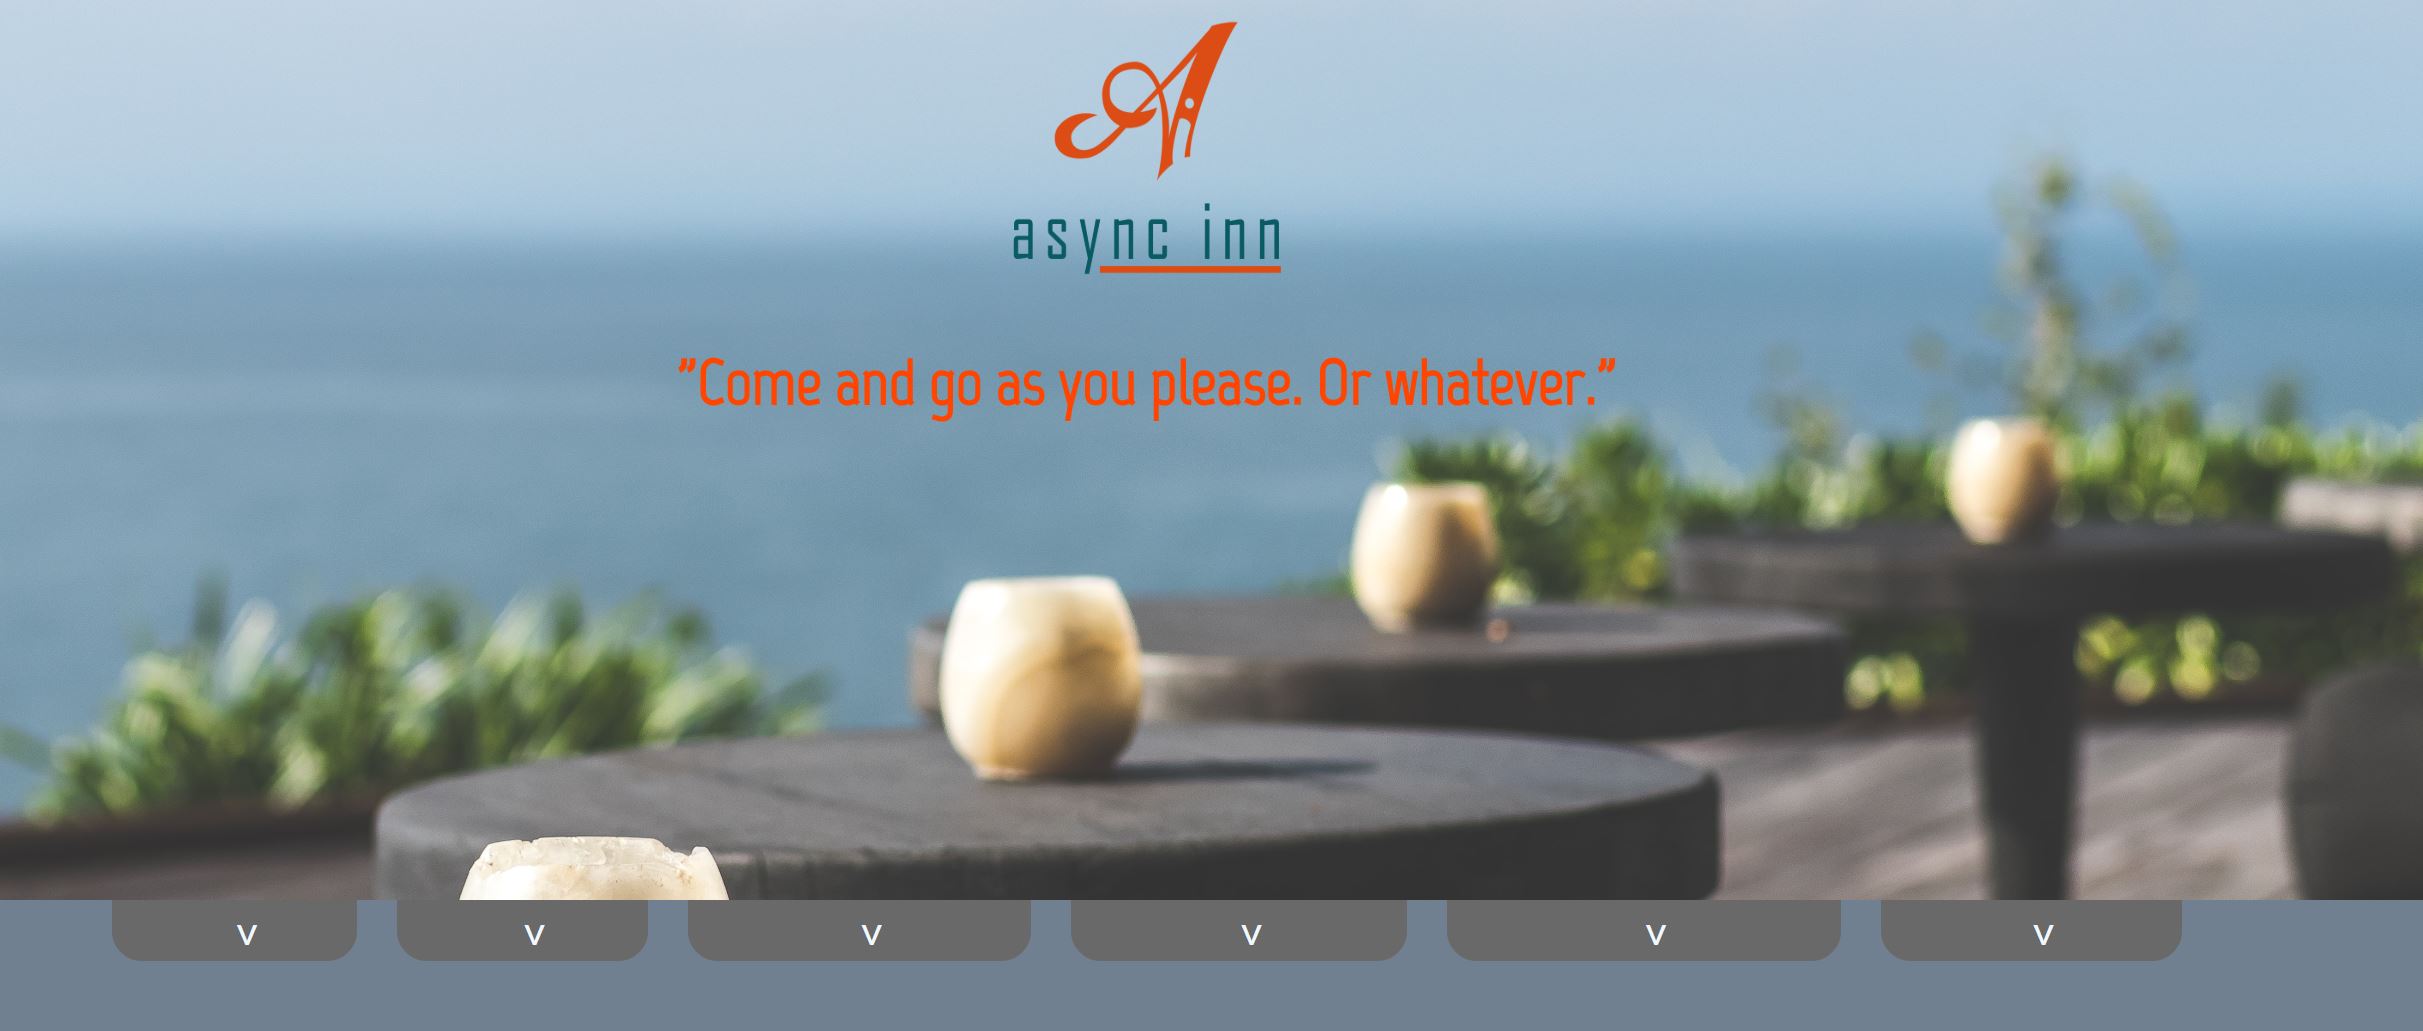 A
async inn
"Come and go as you please. Or whatever."
v v v v v v